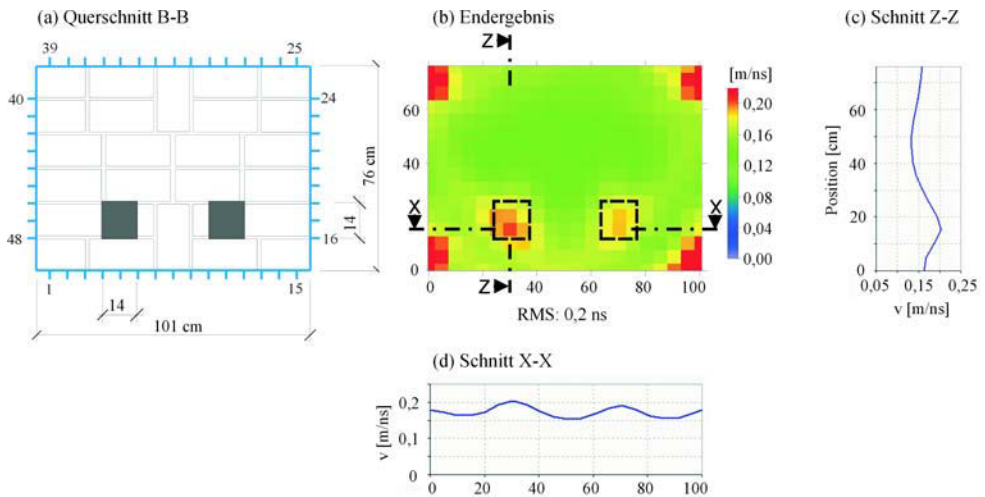 (a) Querschnitt B-B
39
25
40
24
48
16
1
15
14
101 cm
76 cm
14
(b) Endergebnis
Z
[m/ns]
0,20
0,16
0,12
0,08
0,04
0,00
60
40
20
0
X
X
Z
0
20
40
60
80
100
RMS: 0,2 ns
(c) Schnitt Z-Z
Position [cm]
80
60
40
20
0
0,05
0,15
0,25
v [m/ns]
(d) Schnitt X-X
v [m/ns]
0,2
0,1
0
0
20
40
60
80
100